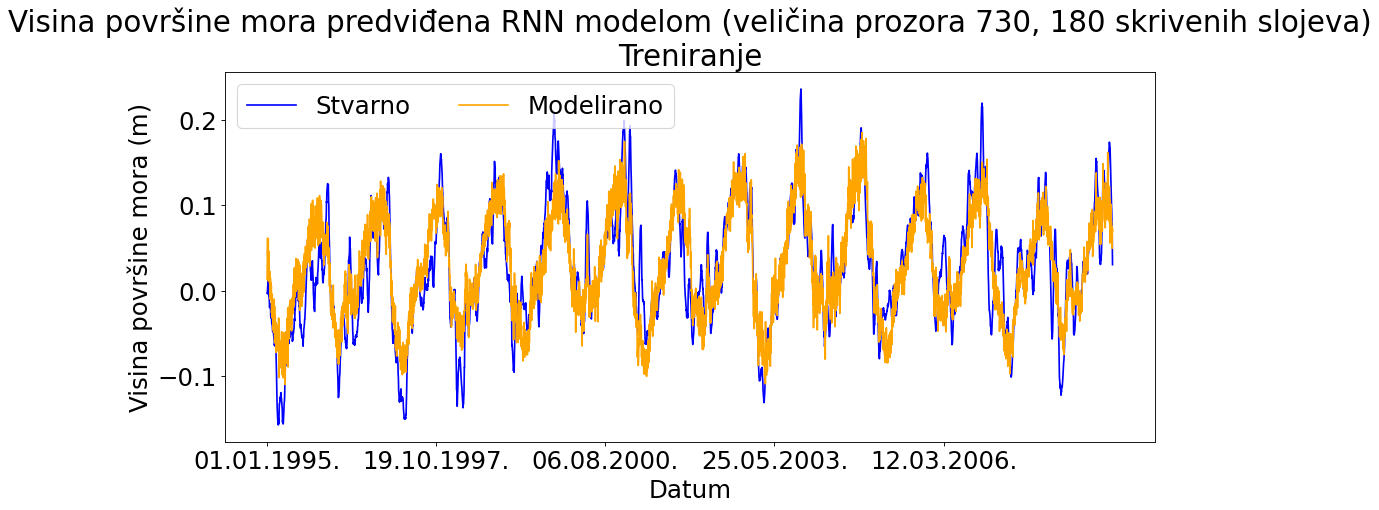 Visina površine mora predviđena RNN modelom (veličina prozora 730, 180 skrivenih slojeva)
Treniranje
Stvarno Modelirano
Visina površine mora (m)
0.2
0.1
0.0
−0.1
01.01.1995. 19.10.1997. 06.08.2000. 25.05.2003. 12.03.2006.
Datum